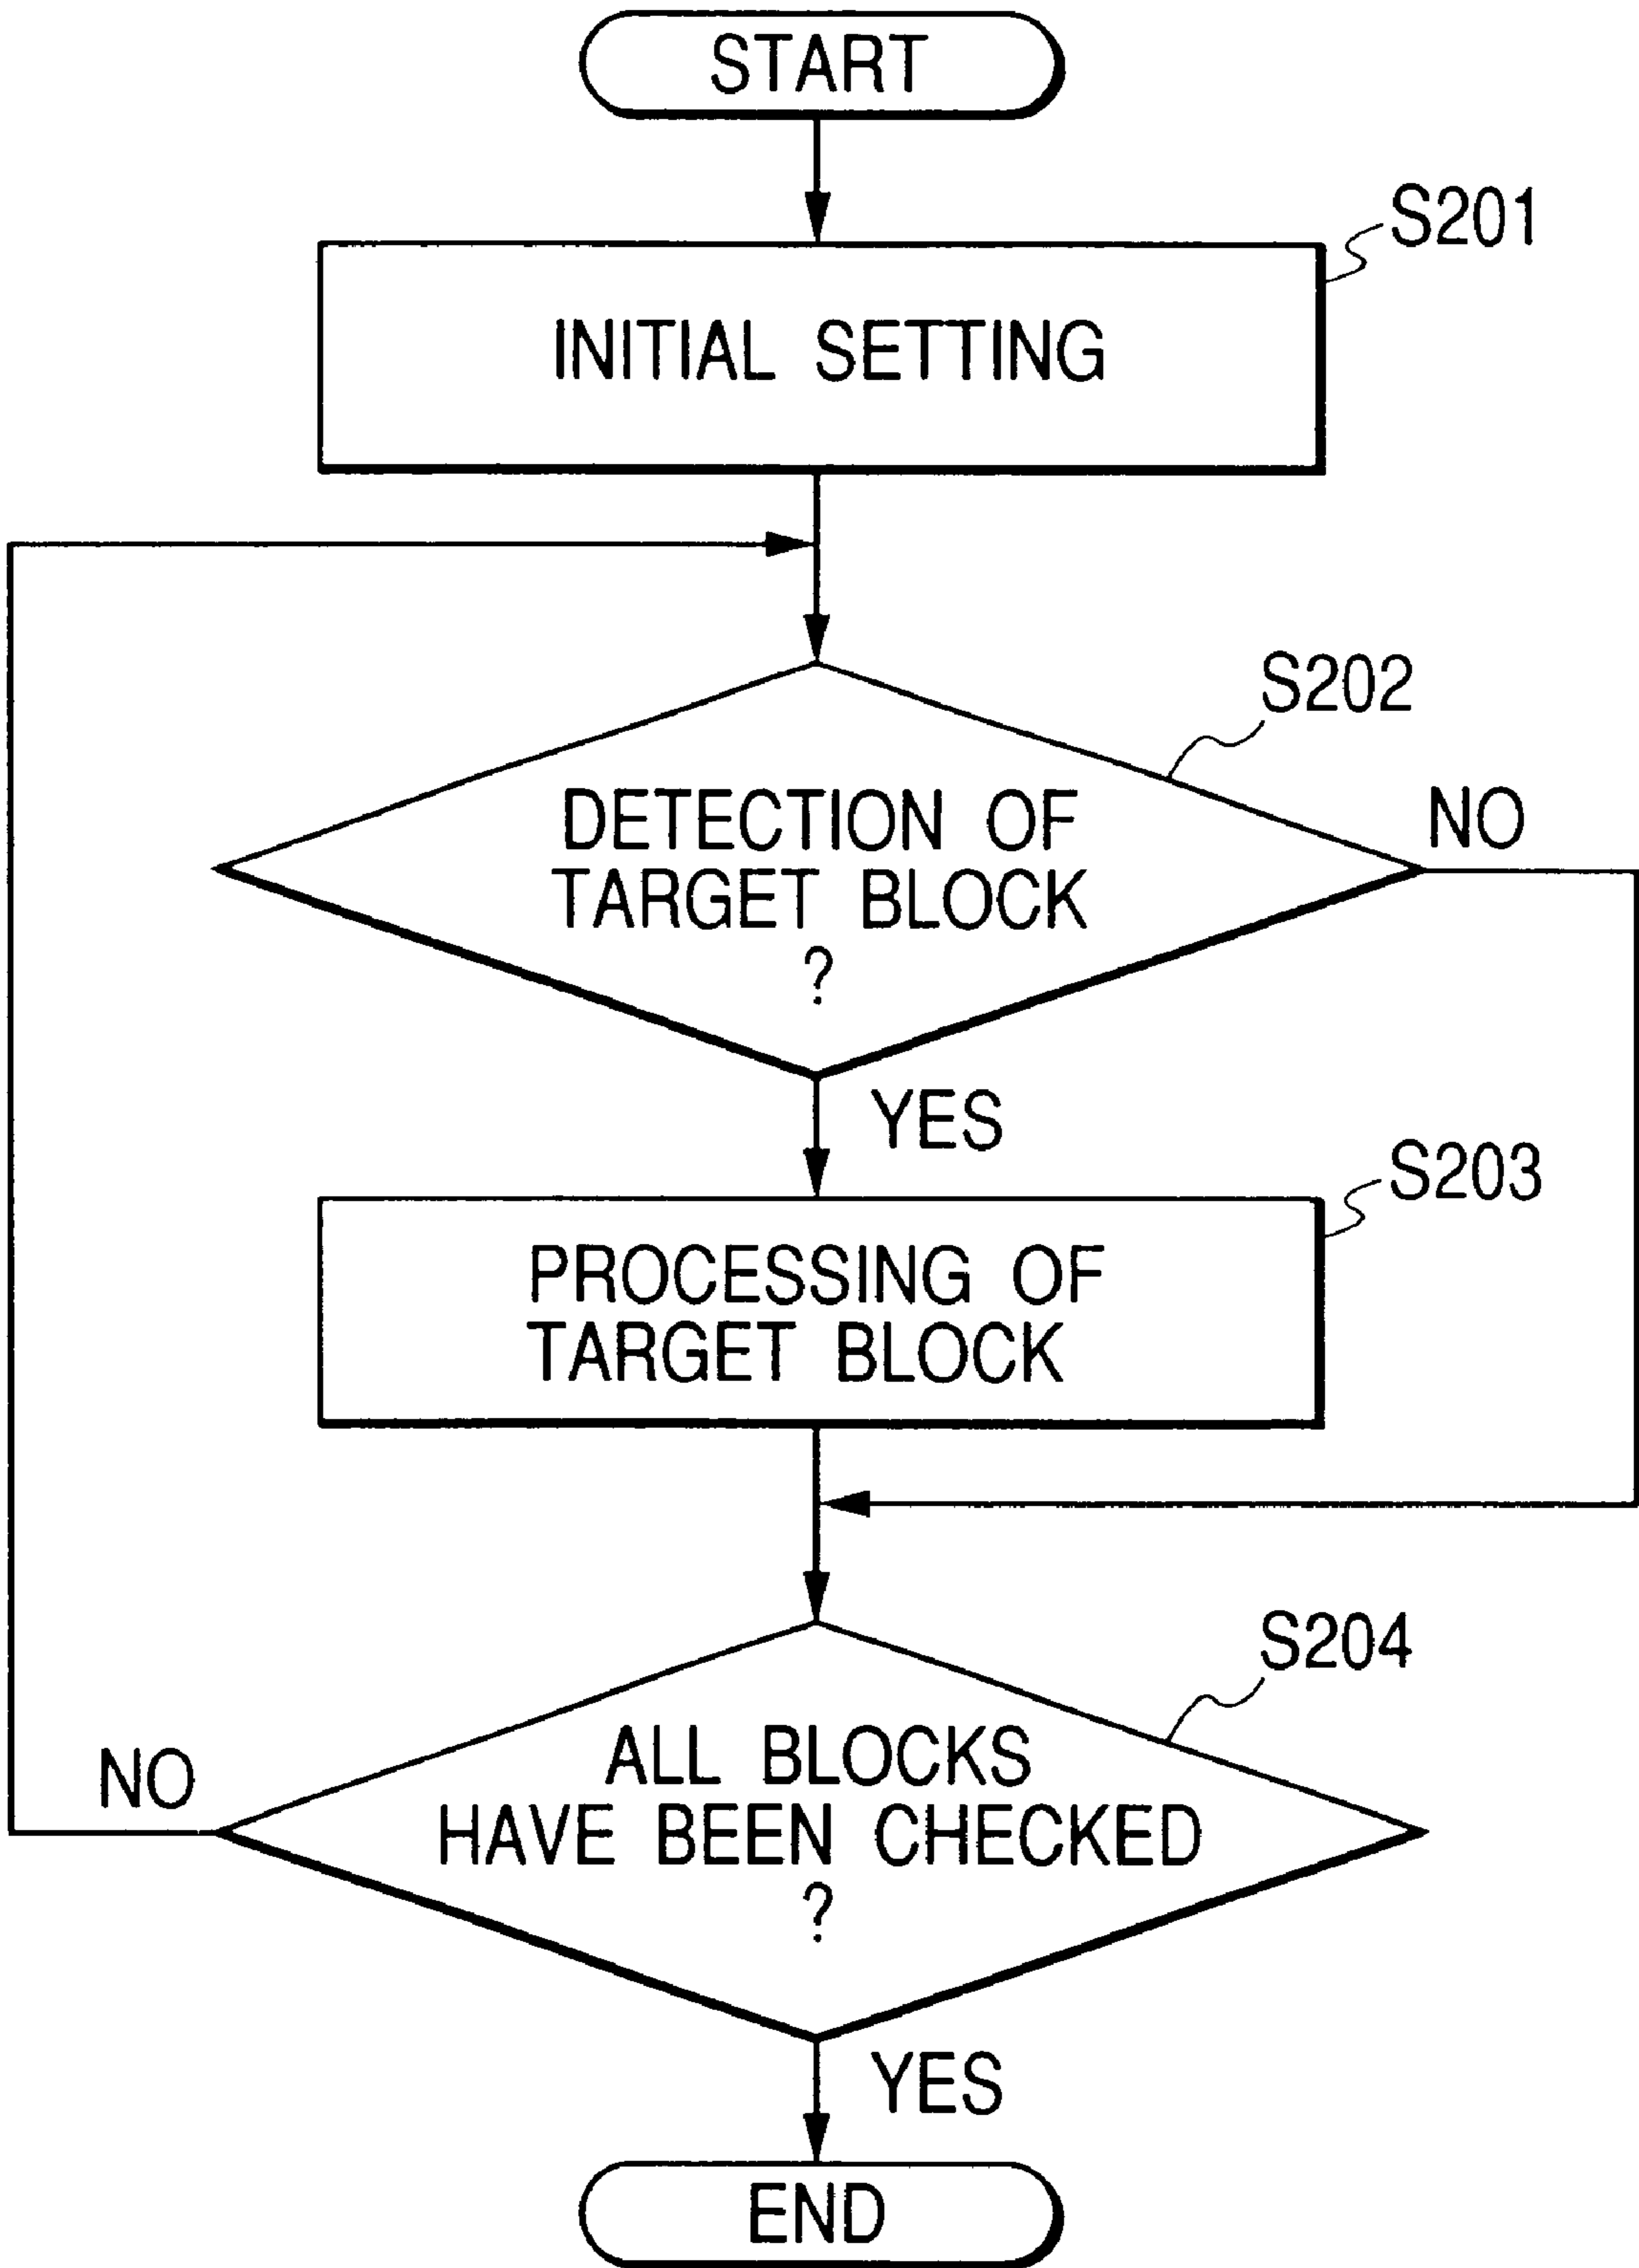 START
S201
INITIAL SETTING
S202
DETECTION OF
TARGET BLOCK
?
NO
YES
S203
PROCESSING OF
TARGET BLOCK
S204
ALL BLOCKS
HAVE BEEN CHECKED
?
NO
YES
END